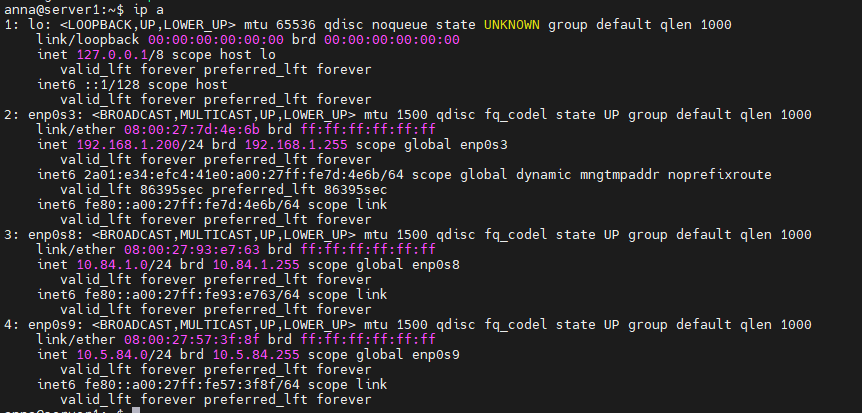 anna@server1:~$ ip a
1: lo: <LOOPBACK,UP,LOWER_UP> mtu 65536 qdisc noqueue state UNKNOWN group default qlen 1000
link/loopback 00:00:00:00:00:00 brd 00:00:00:00:00:00
inet 127.0.0.1/8 scope host lo
valid_lft forever preferred_lft forever
inet6 ::1/128 scope host
valid_lft forever preferred_lft forever
2: enp0s3: <BROADCAST,MULTICAST,UP,LOWER_UP> mtu 1500 qdisc fq_codel state UP group default qlen 1000
link/ether 08:00:27:7d:4e:6b brd ff:ff:ff:ff:ff:ff
inet 192.168.1.200/24 brd 192.168.1.255 scope global enp0s3
valid_lft forever preferred_lft forever
inet6 2a01:e34:efc4:41e0:a00:27ff:fe7d:4e6b/64 scope global dynamic mngtmpaddr noprefixroute
valid_lft 86395sec preferred_lft 86395sec
inet6 fe80::a00:27ff:fe7d:4e6b/64 scope link
valid_lft forever preferred_lft forever
3: enp0s8: <BROADCAST,MULTICAST,UP,LOWER_UP> mtu 1500 qdisc fq_codel state UP group default qlen 1000
link/ether 08:00:27:93:e7:63 brd ff:ff:ff:ff:ff:ff
inet 10.84.1.0/24 brd 10.84.1.255 scope global enp0s8
valid_lft forever preferred_lft forever
inet6 fe80::a00:27ff:fe93:e763/64 scope link
valid_lft forever preferred_lft forever
4: enp0s9: <BROADCAST,MULTICAST,UP,LOWER_UP> mtu 1500 qdisc fq_codel state UP group default qlen 1000
link/ether 08:00:27:57:3f:8f brd ff:ff:ff:ff:ff:ff
inet 10.5.84.0/24 brd 10.5.84.255 scope global enp0s9
valid_lft forever preferred_lft forever
inet6 fe80::a00:27ff:fe57:3f8f/64 scope link
valid_lft forever preferred_lft forever
anna@server1:~$